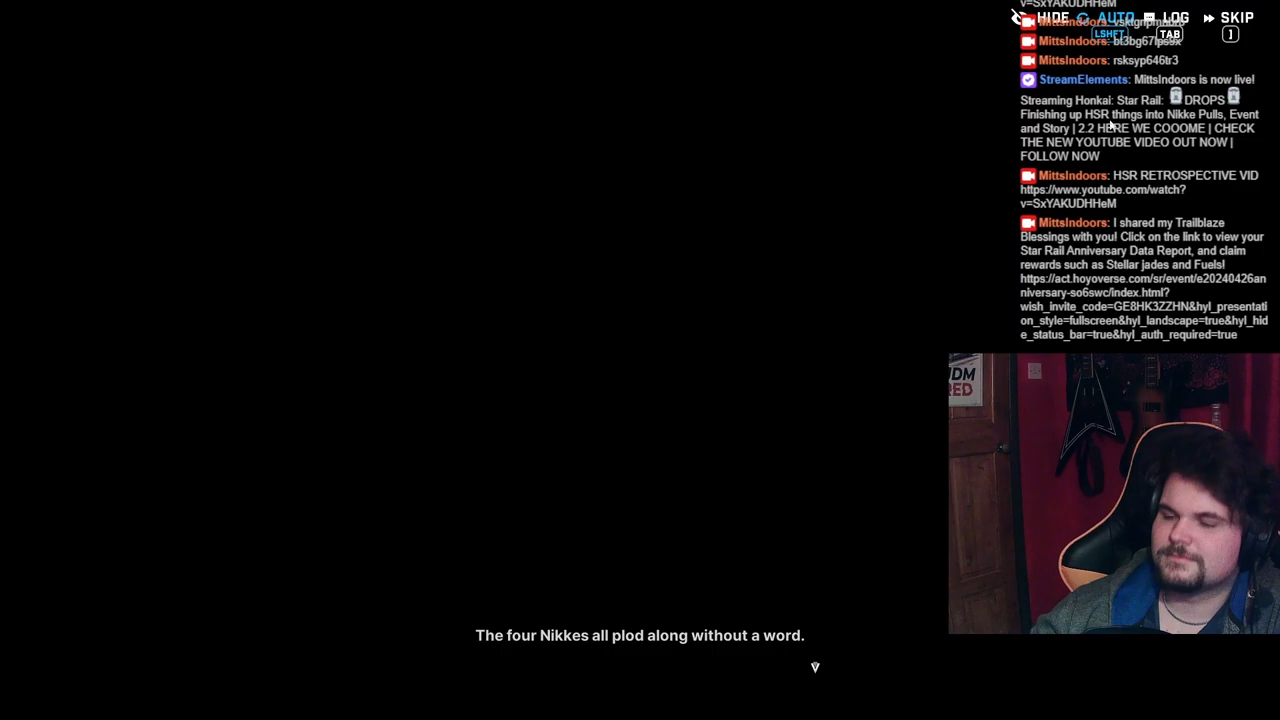 v=SxYAKUDHHeM
HIDE AUTO LOG SKIP
LSHFT TAB ]
MittsIndoors:
MittsIndoors: bt3bg67fps9x
MittsIndoors: rsksyp646tr3
StreamElements: MittsIndoors is now live!
Streaming Honkai: Star Rail: DROPS
Finishing up HSR things into Nikke Pulls, Event
and Story | 2.2 HERE WE COOOME | CHECK
THE NEW YOUTUBE VIDEO OUT NOW |
FOLLOW NOW
MittsIndoors: HSR RETROSPECTIVE VID
https://www.youtube.com/watch?
v=SxYAKUDHHeM
MittsIndoors: I shared my Trailblaze
Blessings with you! Click on the link to view your
Star Rail Anniversary Data Report, and claim
rewards such as Stellar jades and Fuels!
https://act.hoyoverse.com/sr/event/e20240426an
niversary-so6swc/index.html?
wish_invite_code=GE8HK3ZZHN&hyl_presentati
on_style=fullscreen&hyl_landscape=true&hyl_hid
e_status_bar=true&hyl_auth_required=true
The four Nikkes all plod along without a word.